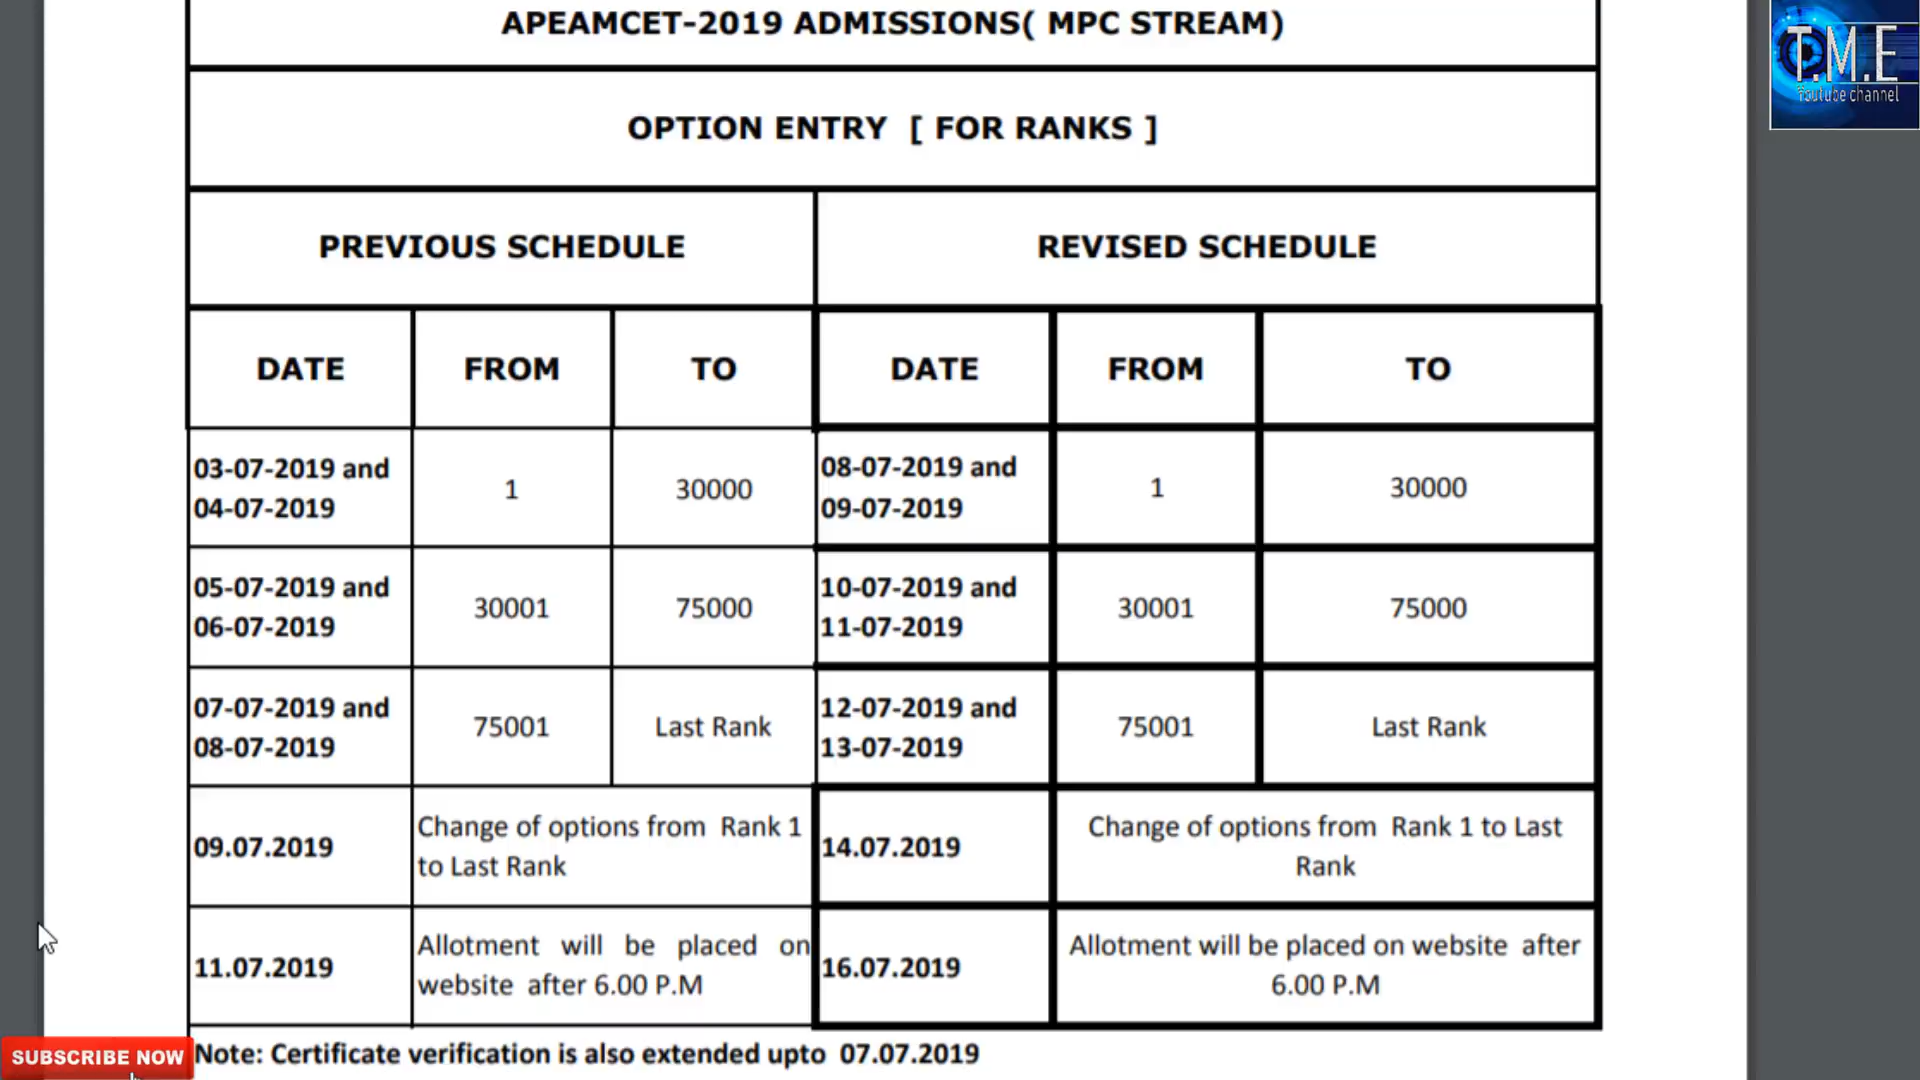 APEAMCET-2019 ADMISSIONS( MPC STREAM)
OPTION ENTRY [ FOR RANKS ]
PREVIOUS SCHEDULE REVISED SCHEDULE
DATE FROM TO DATE FROM TO
03-07-2019 and
04-07-2019
1 30000
08-07-2019 and
09-07-2019
1 30000
05-07-2019 and
06-07-2019
30001 75000
10-07-2019 and
11-07-2019
30001 75000
07-07-2019 and
08-07-2019
75001 Last Rank
12-07-2019 and
13-07-2019
75001 Last Rank
09.07.2019
Change of options from Rank 1
to Last Rank
14.07.2019
Change of options from Rank 1 to Last
Rank
11.07.2019
Allotment will be placed on
website after 6.00 P.M
16.07.2019
Allotment will be placed on website after
6.00 P.M
Note: Certificate verification is also extended upto 07.07.2019
SUBSCRIBE NOW
T.M.E
Youtube channel